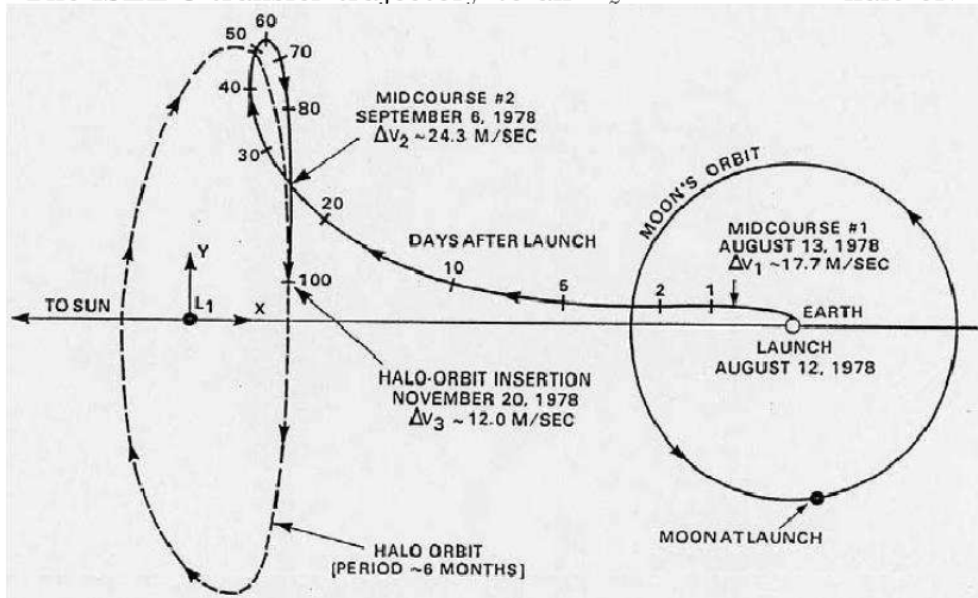 60
50
70
40
80
MIDCOURSE #2
SEPTEMBER 6, 1978
ΔV₂ ~24.3 M/SEC
30
20
MOON'S ORBIT
MIDCOURSE #1
AUGUST 13, 1978
ΔV₁ ~17.7 M/SEC
DAYS AFTER LAUNCH
10
5
2
1
Y
100
TO SUN
L₁
X
EARTH
LAUNCH
AUGUST 12, 1978
HALO-ORBIT INSERTION
NOVEMBER 20, 1978
ΔV₃ ~ 12.0 M/SEC
MOON AT LAUNCH
HALO ORBIT
[PERIOD ~6 MONTHS]